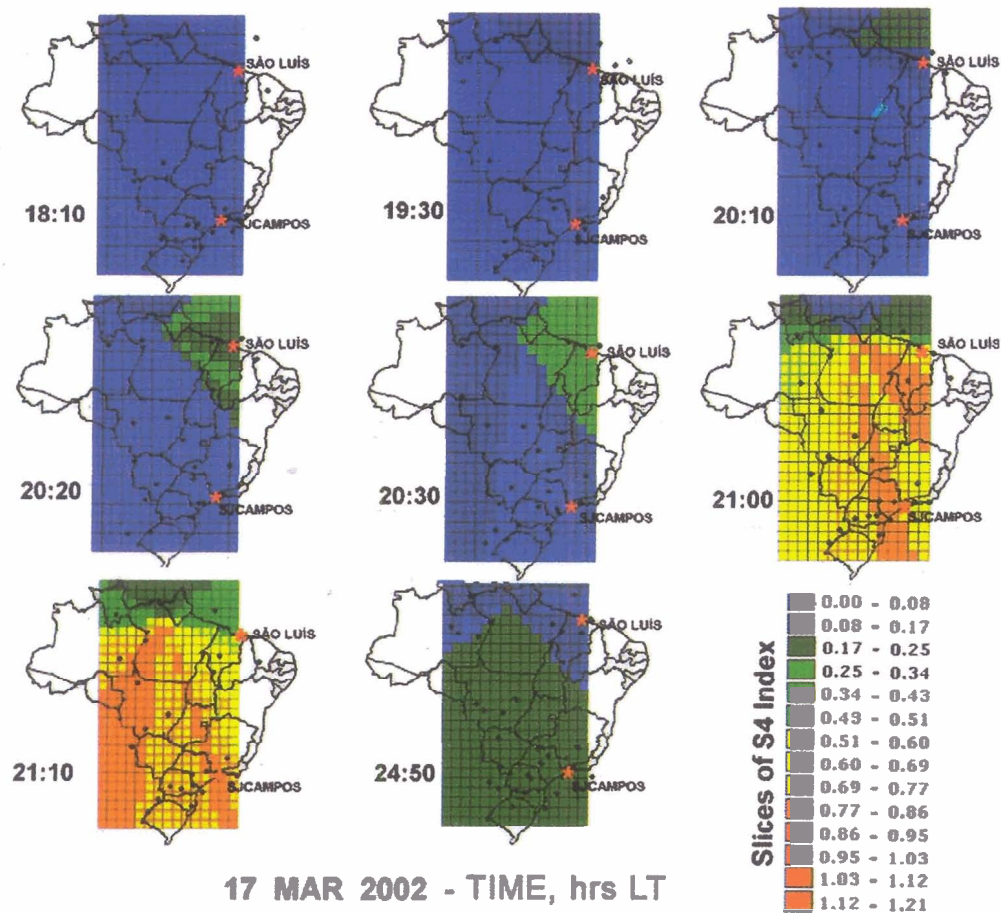 SÃO LUÍS
SJCAMPOS
18:10
SÃO LUÍS
SJCAMPOS
19:30
SÃO LUÍS
SJCAMPOS
20:10
SÃO LUÍS
SJCAMPOS
20:20
SÃO LUÍS
SJCAMPOS
20:30
SÃO LUÍS
SJCAMPOS
21:00
SÃO LUÍS
SJCAMPOS
21:10
SÃO LUÍS
SJCAMPOS
24:50
Slices of S4 Index
0.00 - 0.08
0.08 - 0.17
0.17 - 0.25
0.25 - 0.34
0.34 - 0.43
0.43 - 0.51
0.51 - 0.60
0.60 - 0.69
0.69 - 0.77
0.77 - 0.86
0.86 - 0.95
0.95 - 1.03
1.03 - 1.12
1.12 - 1.21
17 MAR 2002 - TIME, hrs LT